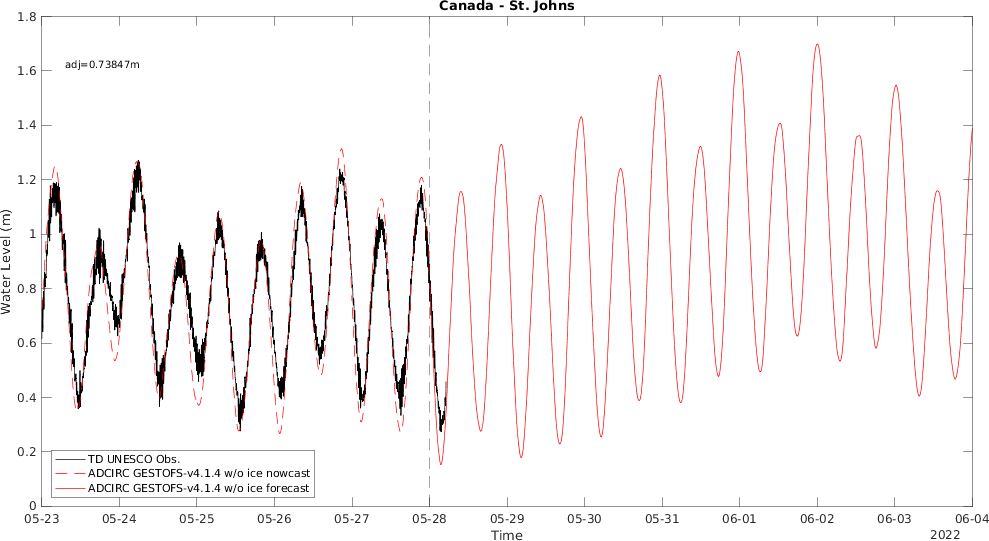 Canada - St. Johns
1.8
1.6
1.4
1.2
1
0.8
0.6
0.4
0.2
0
Water Level (m)
adj=0.73847m
TD UNESCO Obs.
ADCIRC GESTOFS-v4.1.4 w/o ice nowcast
ADCIRC GESTOFS-v4.1.4 w/o ice forecast
05-23 05-24 05-25 05-26 05-27 05-28 05-29 05-30 05-31 06-01 06-02 06-03 06-04
Time
2022